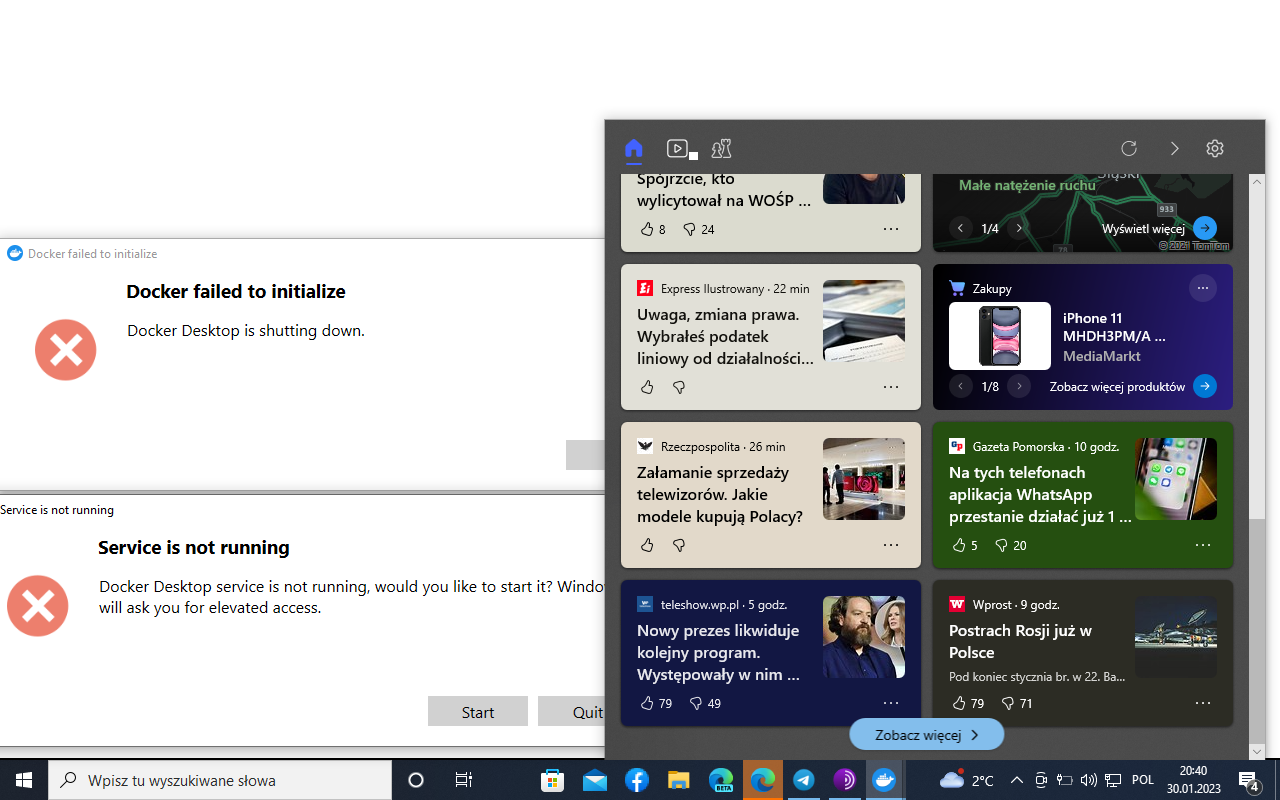 Docker failed to initialize
Docker failed to initialize
Docker Desktop is shutting down.
Service is not running
Service is not running
Docker Desktop service is not running, would you like to start it? Windo
will ask you for elevated access.
Start
Quit
Spójrzcie, kto
wylicytował na WOŚP ...
8
24
Małe natężenie ruchu
933
78
1/4
Wyświetl więcej
© 2021 TomTom
Express Ilustrowany · 22 min
Uwaga, zmiana prawa.
Wybrałeś podatek
liniowy od działalności...
Zakupy
iPhone 11
MHDH3PM/A ...
MediaMarkt
1/8
Zobacz więcej produktów
Rzeczpospolita · 26 min
Załamanie sprzedaży
telewizorów. Jakie
modele kupują Polacy?
Gazeta Pomorska · 10 godz.
Na tych telefonach
aplikacja WhatsApp
przestanie działać już 1 ...
5
20
teleshow.wp.pl · 5 godz.
Nowy prezes likwiduje
kolejny program.
Występowały w nim ...
79
49
Wprost · 9 godz.
Postrach Rosji już w
Polsce
Pod koniec stycznia br. w 22. Ba...
79
71
Zobacz więcej
Wpisz tu wyszukiwane słowa
BETA
2°C
POL
20:40
30.01.2023
4